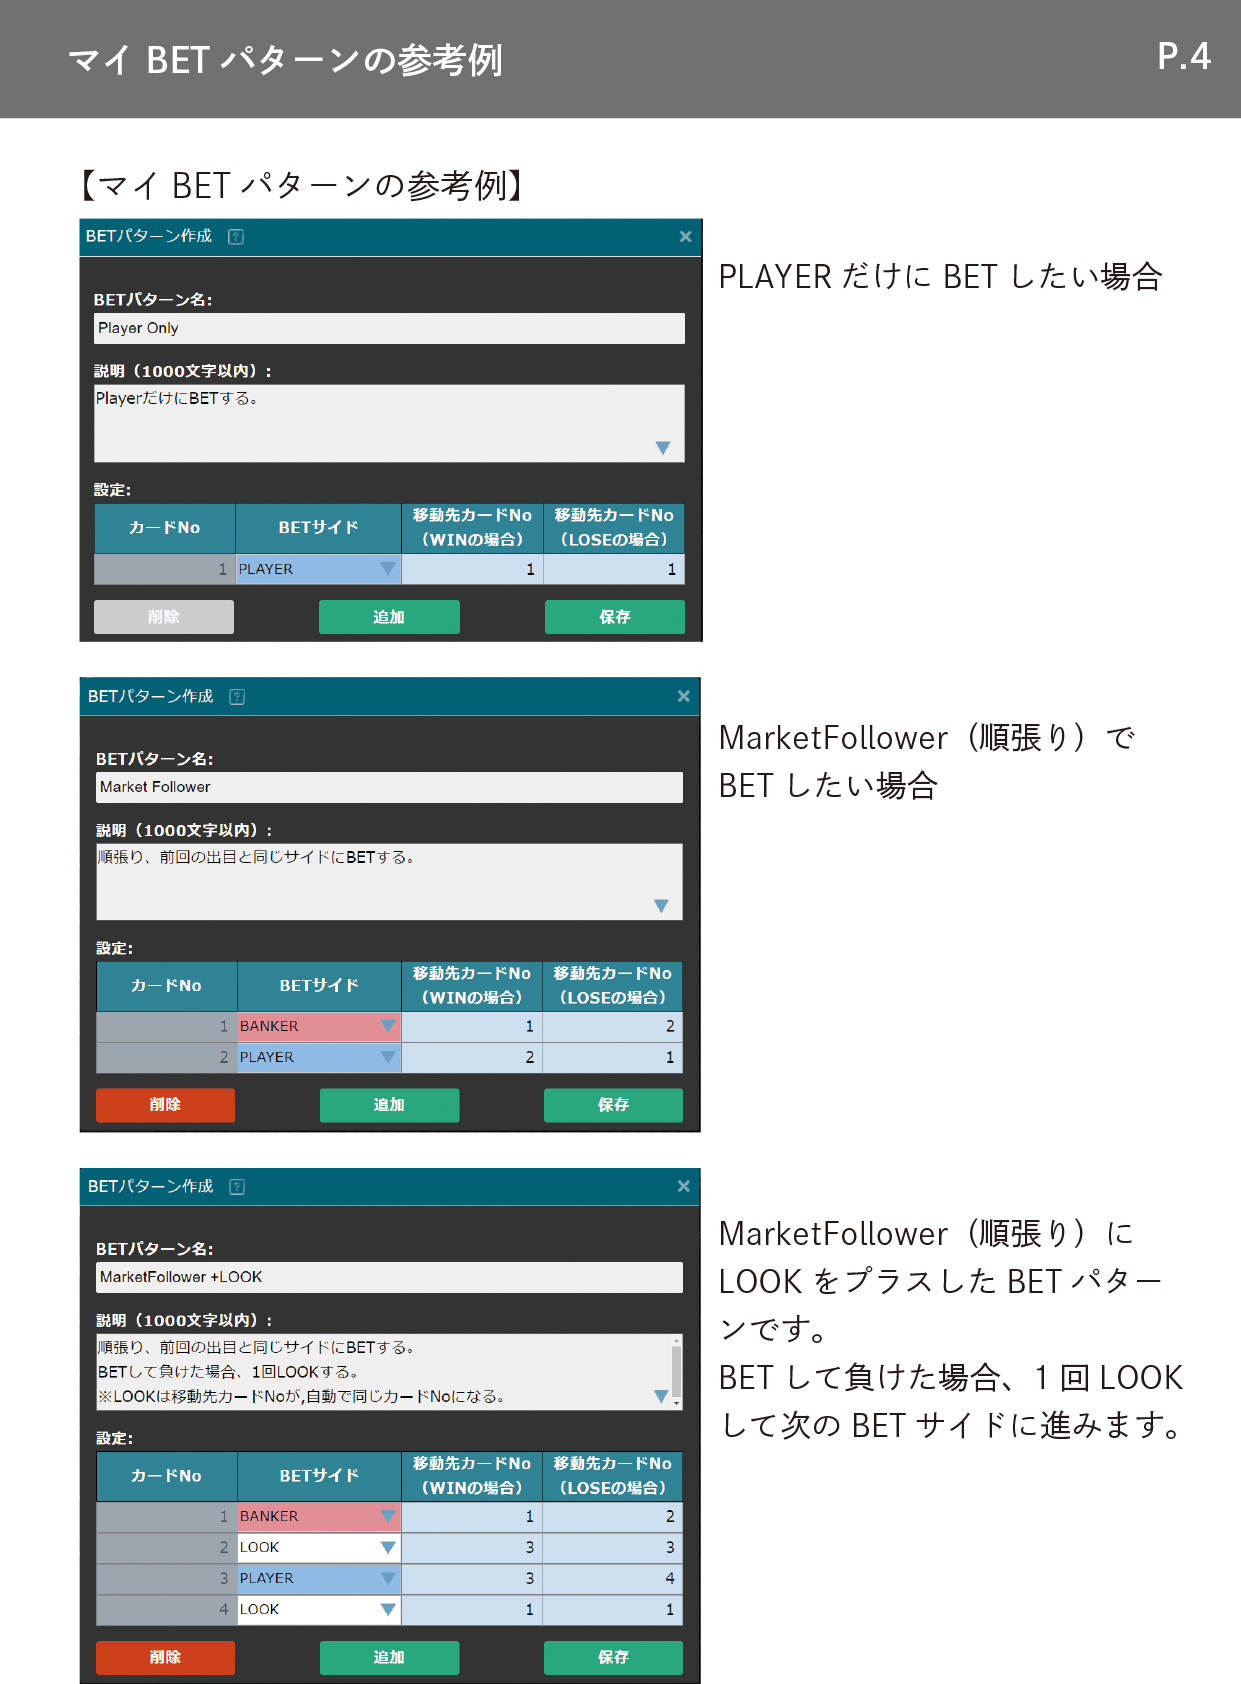 マイ BET パターンの参考例
P.4
【マイ BET パターンの参考例】
BETパターン作成 ?
×
BETパターン名:
Player Only
説明（1000文字以内）:
PlayerだけにBETする。
▼
設定:
カードNo BETサイド 移動先カードNo（WINの場合） 移動先カードNo（LOSEの場合）
1 PLAYER ▼ 1 1
削除 追加 保存
PLAYER だけに BET したい場合
BETパターン作成 ?
×
BETパターン名:
Market Follower
説明（1000文字以内）:
順張り、前回の出目と同じサイドにBETする。
▼
設定:
カードNo BETサイド 移動先カードNo（WINの場合） 移動先カードNo（LOSEの場合）
1 BANKER ▼ 1 2
2 PLAYER ▼ 2 1
削除 追加 保存
MarketFollower（順張り）で
BET したい場合
BETパターン作成 ?
×
BETパターン名:
MarketFollower +LOOK
説明（1000文字以内）:
順張り、前回の出目と同じサイドにBETする。
BETして負けた場合、1回LOOKする。
※LOOKは移動先カードNoが,自動で同じカードNoになる。
▼
設定:
カードNo BETサイド 移動先カードNo（WINの場合） 移動先カードNo（LOSEの場合）
1 BANKER ▼ 1 2
2 LOOK ▼ 3 3
3 PLAYER ▼ 3 4
4 LOOK ▼ 1 1
削除 追加 保存
MarketFollower（順張り）に
LOOK をプラスした BET パター
ンです。
BET して負けた場合、1 回 LOOK
して次の BET サイドに進みます。